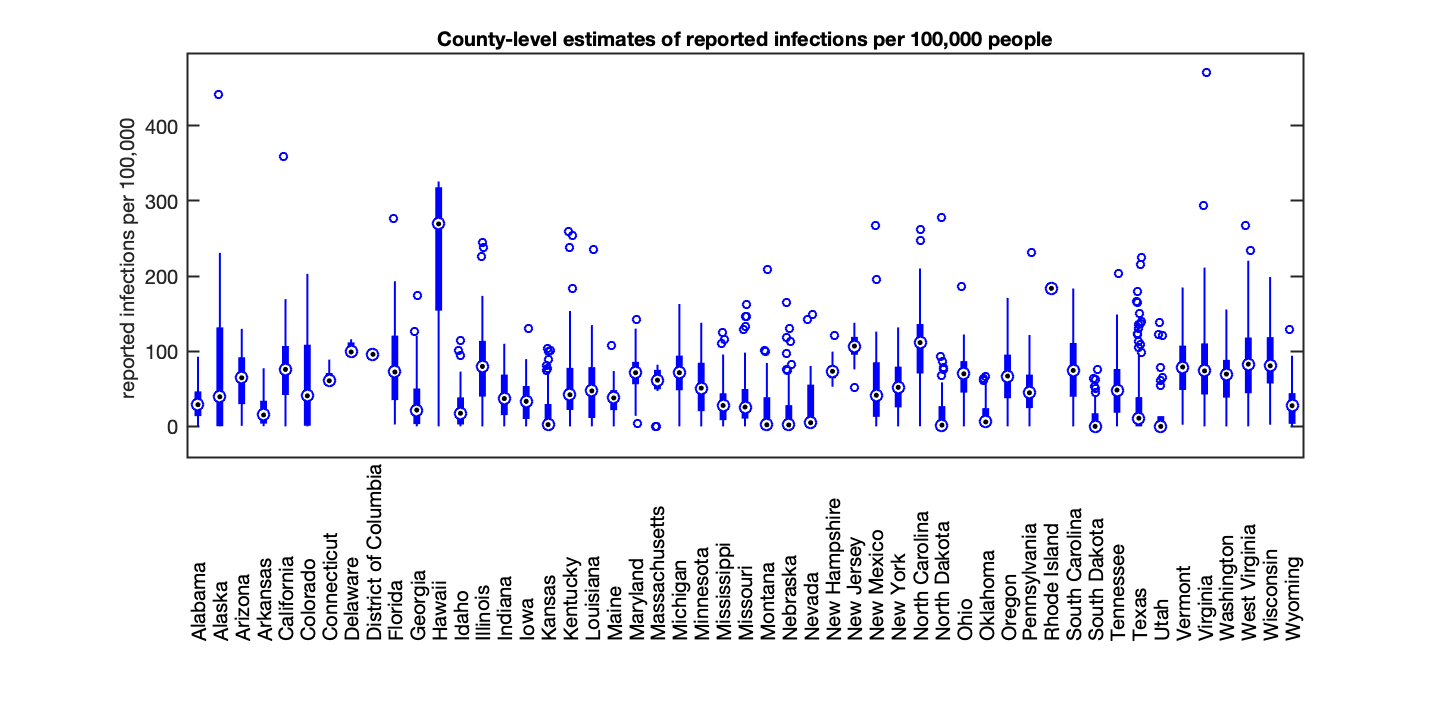 County-level estimates of reported infections per 100,000 people
reported infections per 100,000
400
300
200
100
0
Alabama
Alaska
Arizona
Arkansas
California
Colorado
Connecticut
Delaware
District of Columbia
Florida
Georgia
Hawaii
Idaho
Illinois
Indiana
Iowa
Kansas
Kentucky
Louisiana
Maine
Maryland
Massachusetts
Michigan
Minnesota
Mississippi
Missouri
Montana
Nebraska
Nevada
New Hampshire
New Jersey
New Mexico
New York
North Carolina
North Dakota
Ohio
Oklahoma
Oregon
Pennsylvania
Rhode Island
South Carolina
South Dakota
Tennessee
Texas
Utah
Vermont
Virginia
Washington
West Virginia
Wisconsin
Wyoming